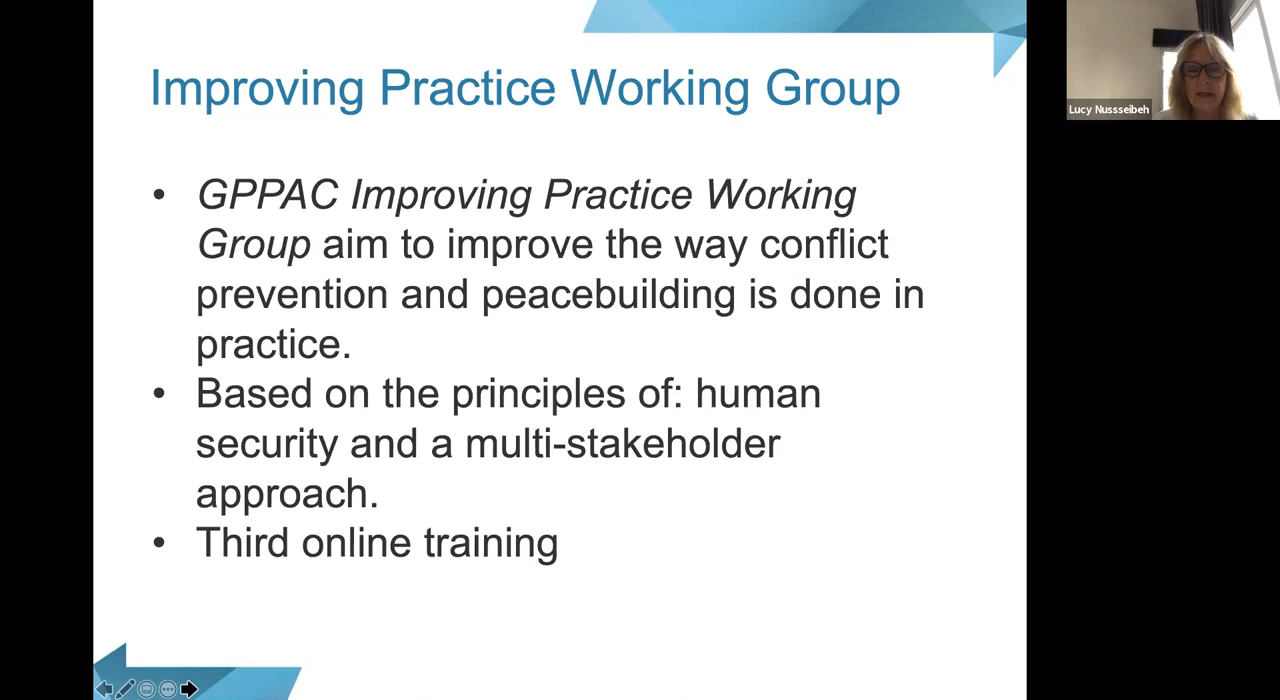 Improving Practice Working Group
Lucy Nussseibeh
• GPPAC Improving Practice Working
Group aim to improve the way conflict
prevention and peacebuilding is done in
practice.
• Based on the principles of: human
security and a multi-stakeholder
approach.
• Third online training